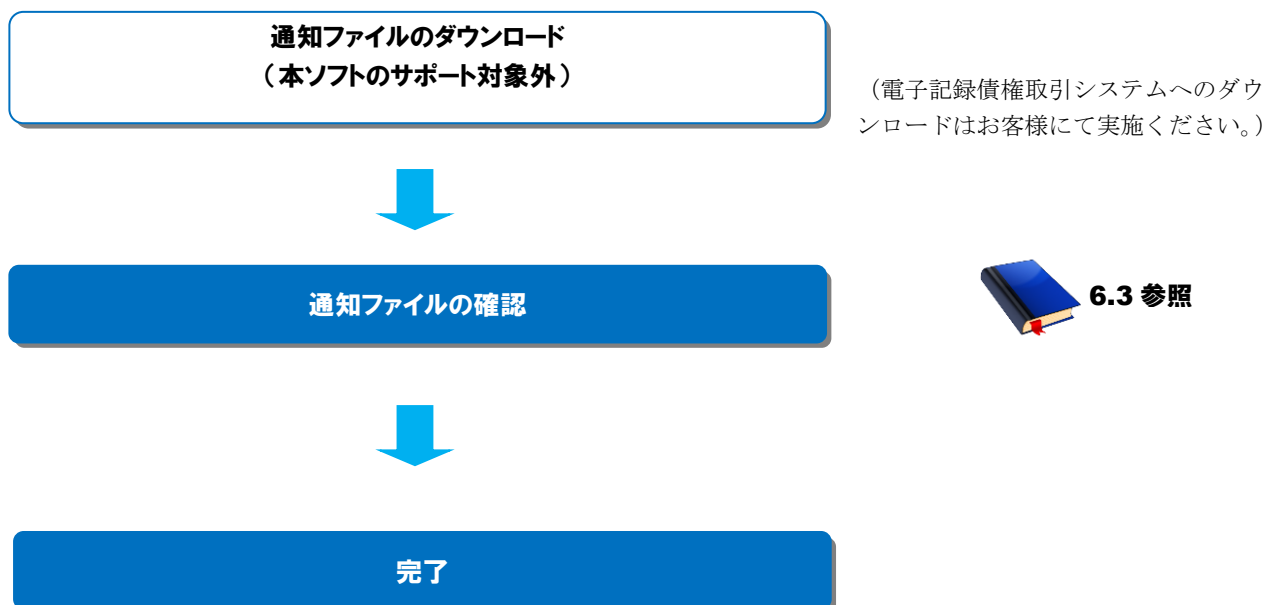 通知ファイルのダウンロード
（本ソフトのサポート対象外）
（電子記録債権取引システムへのダウ
ンロードはお客様にて実施ください。）
通知ファイルの確認
6.3 参照
完了